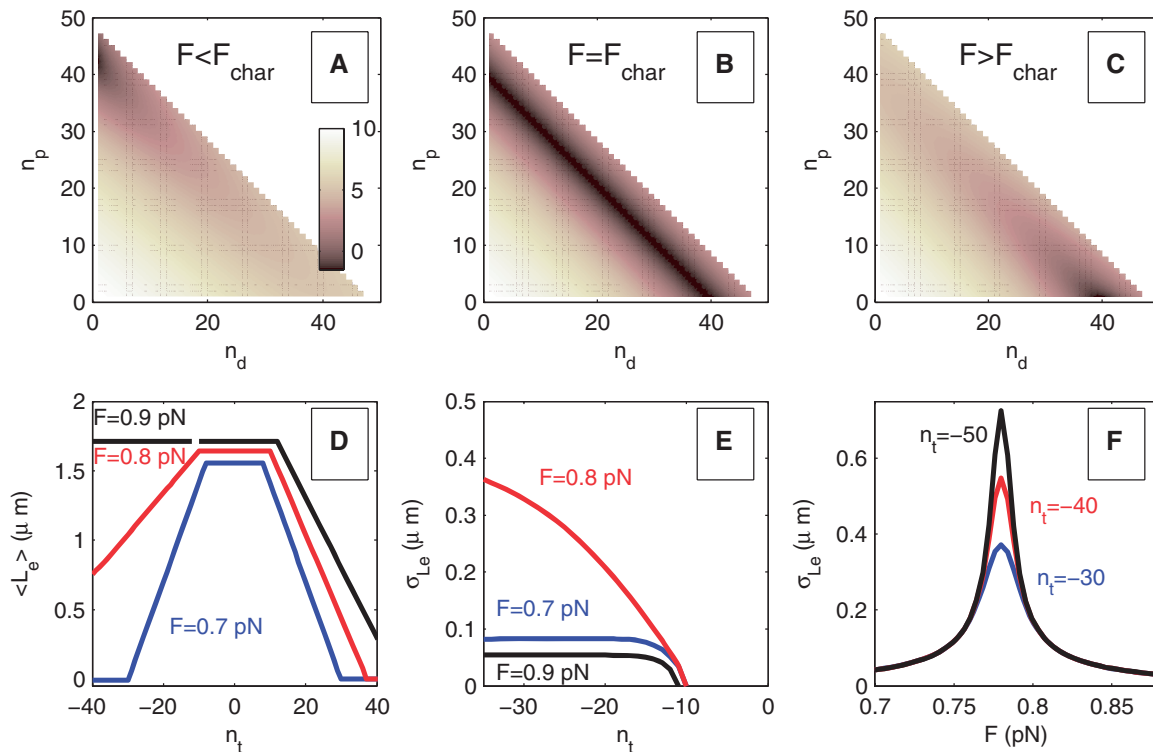 A
F<F_char
50
40
30
20
10
0
n_p
0
20
40
n_d
10
5
0
B
F=F_char
50
40
30
20
10
0
n_p
0
20
40
n_d
C
F>F_char
50
40
30
20
10
0
n_p
0
20
40
n_d
D
2
1.5
1
0.5
0
<L_e> (μ m)
F=0.9 pN
F=0.8 pN
F=0.7 pN
−40
−20
0
20
40
n_t
E
0.5
0.4
0.3
0.2
0.1
0
σ_Le (μ m)
F=0.8 pN
F=0.7 pN
F=0.9 pN
−30
−20
−10
0
n_t
F
0.6
0.4
0.2
0
σ_Le (μ m)
n_t=−50
n_t=−40
n_t=−30
0.7
0.75
0.8
0.85
F (pN)